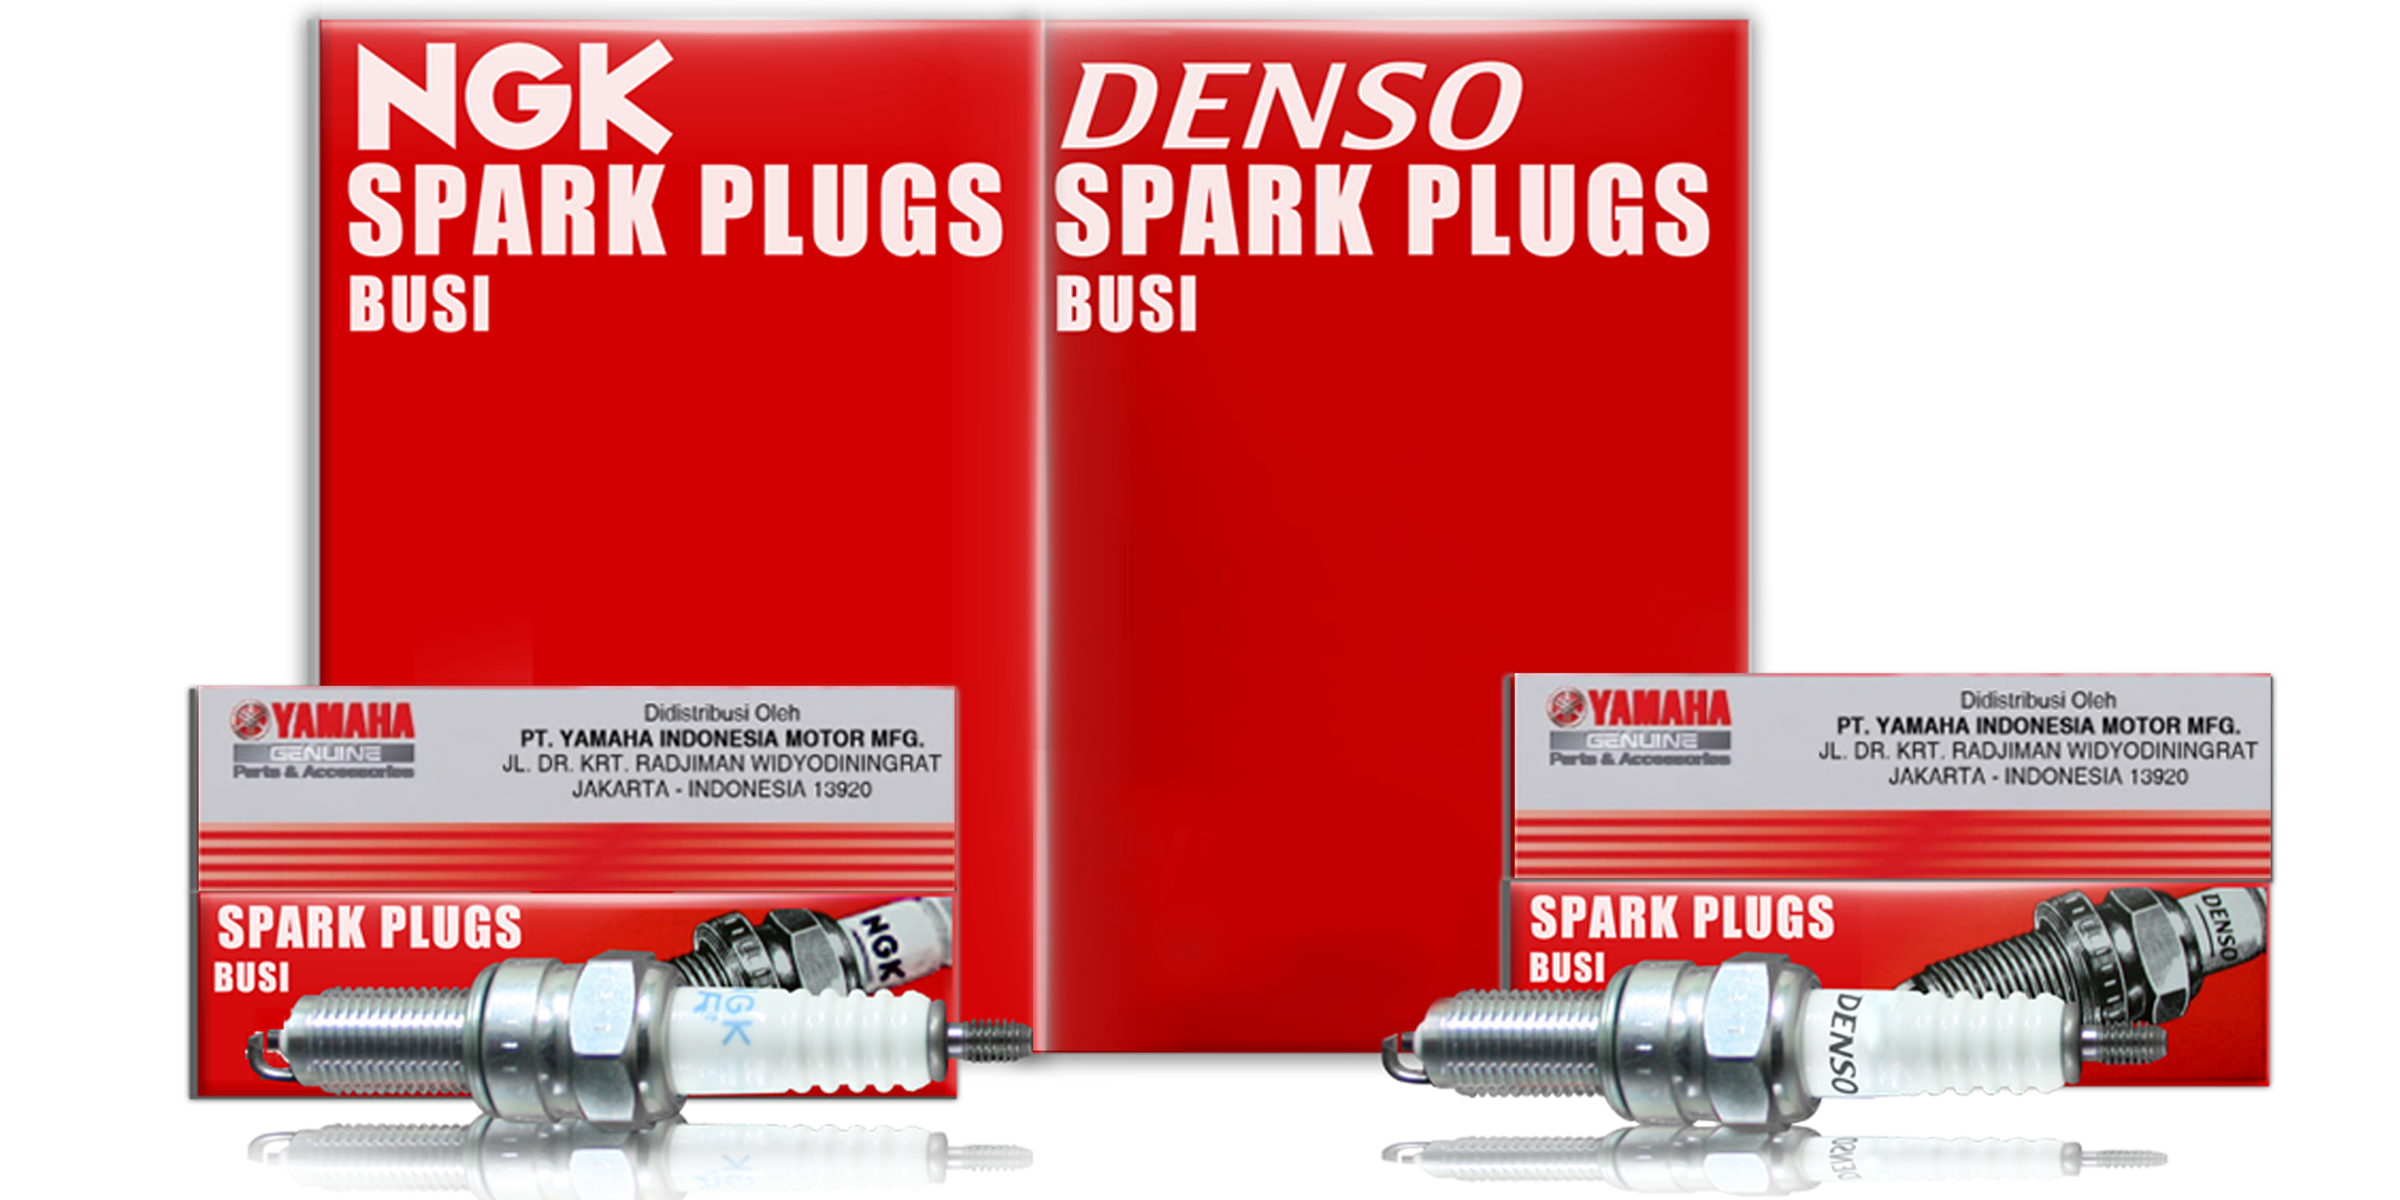 NGK
SPARK PLUGS
BUSI
DENSO
SPARK PLUGS
BUSI
YAMAHA
GENUINE
Parts & Accessories
Didistribusi Oleh
PT. YAMAHA INDONESIA MOTOR MFG.
JL. DR. KRT. RADJIMAN WIDYODININGRAT
JAKARTA - INDONESIA 13920
SPARK PLUGS
BUSI
NGK
GK
R
YAMAHA
GENUINE
Parts & Accessories
Didistribusi Oleh
PT. YAMAHA INDONESIA MOTOR MFG.
JL. DR. KRT. RADJIMAN WIDYODININGRAT
JAKARTA - INDONESIA 13920
SPARK PLUGS
BUSI
DENSO
DENSO